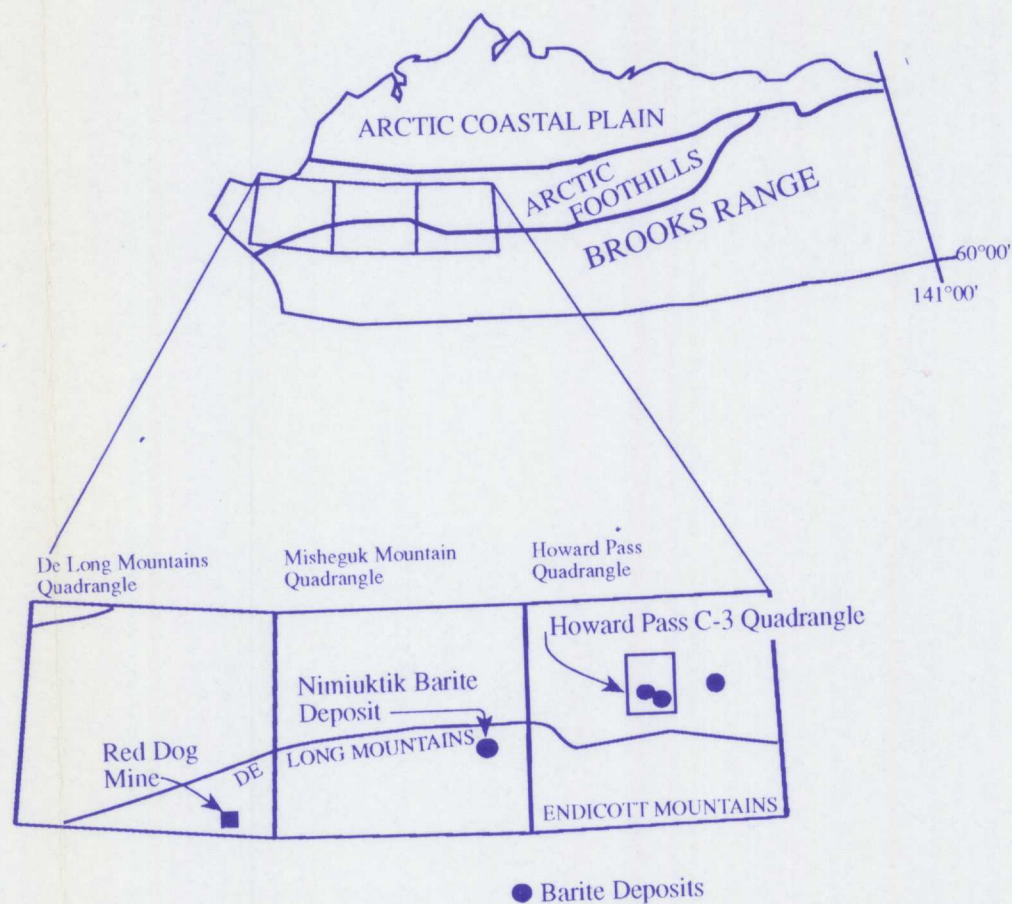 ARCTIC COASTAL PLAIN
ARCTIC
FOOTHILLS
BROOKS RANGE
60°00'
141°00'
De Long Mountains
Quadrangle
Misheguk Mountain
Quadrangle
Howard Pass
Quadrangle
Howard Pass C-3 Quadrangle
Nimiuktik Barite
Deposit
Red Dog
Mine
DE
LONG MOUNTAINS
ENDICOTT MOUNTAINS
Barite Deposits